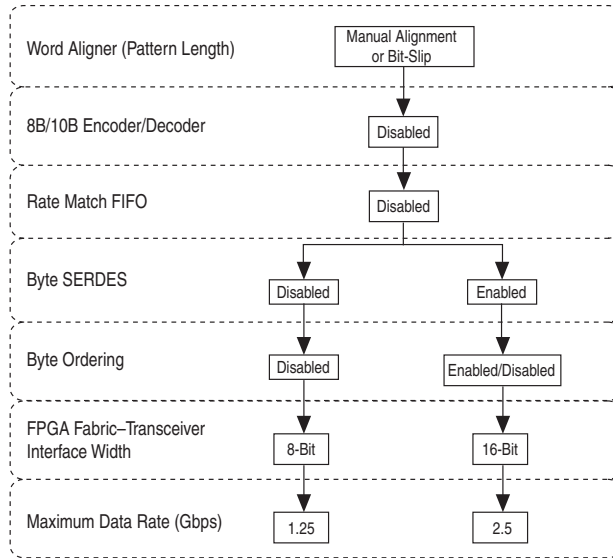 Word Aligner (Pattern Length)
Manual Alignment
or Bit-Slip
8B/10B Encoder/Decoder
Disabled
Rate Match FIFO
Disabled
Byte SERDES
Disabled
Enabled
Byte Ordering
Disabled
Enabled/Disabled
FPGA Fabric–Transceiver
Interface Width
8-Bit
16-Bit
Maximum Data Rate (Gbps)
1.25
2.5